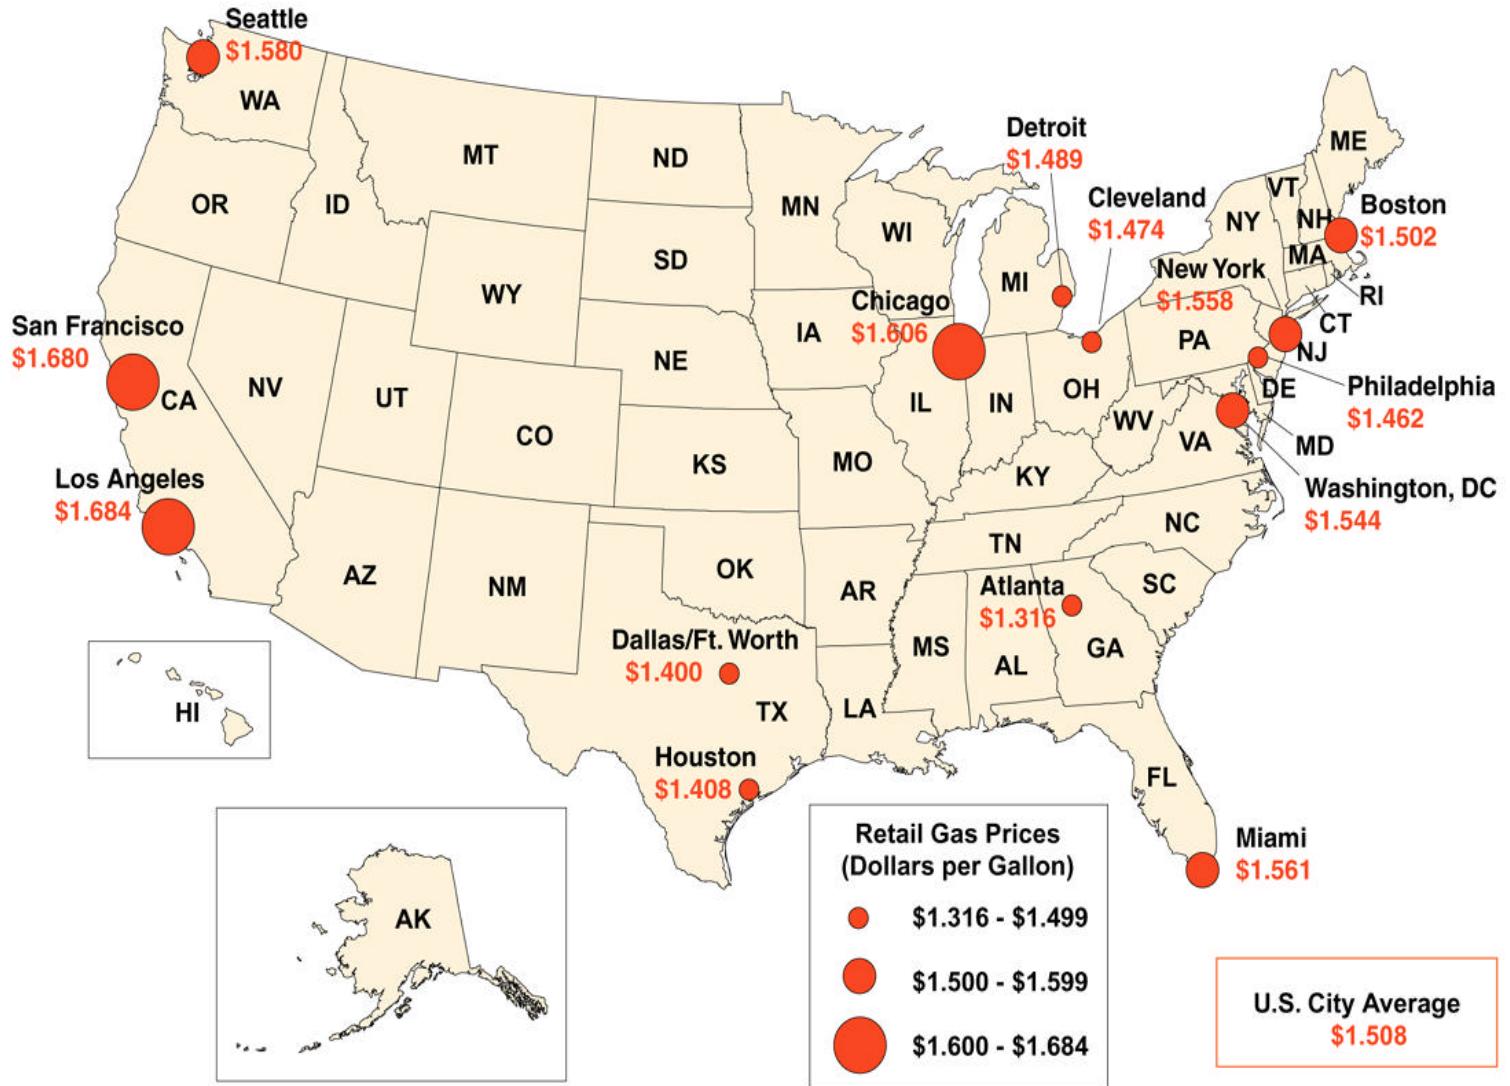 Seattle
$1.580
WA
MT
ND
MN
OR
ID
WI
SD
WY
MI
Detroit
$1.489
Cleveland
$1.474
ME
VT
NH
NY
Boston
$1.502
MA
RI
CT
New York
$1.558
NJ
PA
Chicago
$1.606
IA
NE
San Francisco
$1.680
CA
NV
UT
CO
KS
MO
IL
IN
OH
WV
VA
DE
MD
Philadelphia
$1.462
Washington, DC
$1.544
KY
Los Angeles
$1.684
AZ
NM
OK
AR
TN
NC
SC
Atlanta
$1.316
GA
AL
MS
LA
Dallas/Ft. Worth
$1.400
TX
Houston
$1.408
FL
Miami
$1.561
HI
AK
Retail Gas Prices
(Dollars per Gallon)
$1.316 - $1.499
$1.500 - $1.599
$1.600 - $1.684
U.S. City Average
$1.508